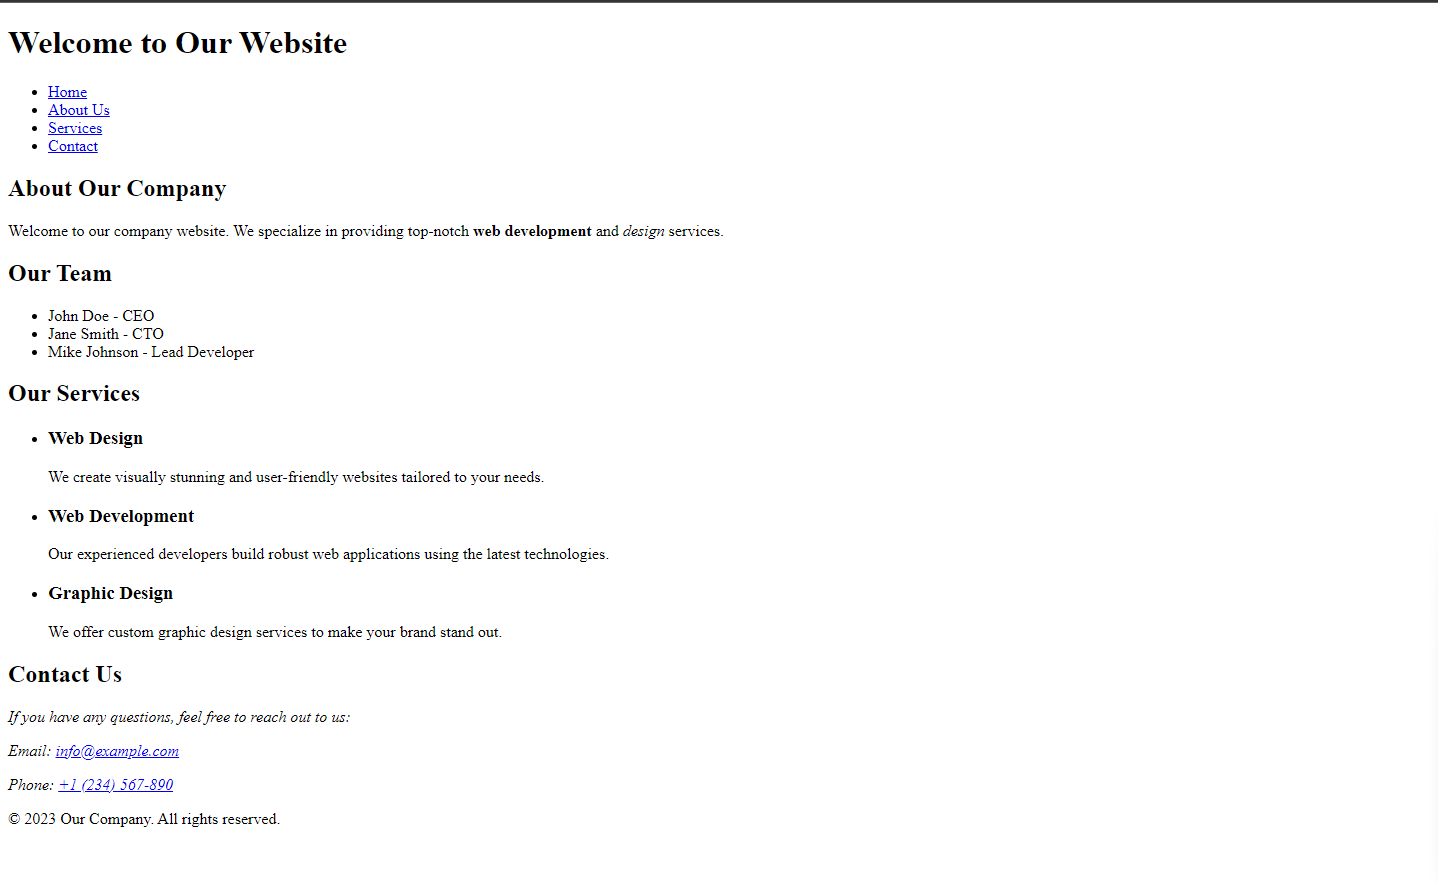 Welcome to Our Website
Home
About Us
Services
Contact
About Our Company
Welcome to our company website. We specialize in providing top-notch web development and design services.
Our Team
John Doe - CEO
Jane Smith - CTO
Mike Johnson - Lead Developer
Our Services
Web Design
We create visually stunning and user-friendly websites tailored to your needs.
Web Development
Our experienced developers build robust web applications using the latest technologies.
Graphic Design
We offer custom graphic design services to make your brand stand out.
Contact Us
If you have any questions, feel free to reach out to us:
Email: info@example.com
Phone: +1 (234) 567-890
© 2023 Our Company. All rights reserved.